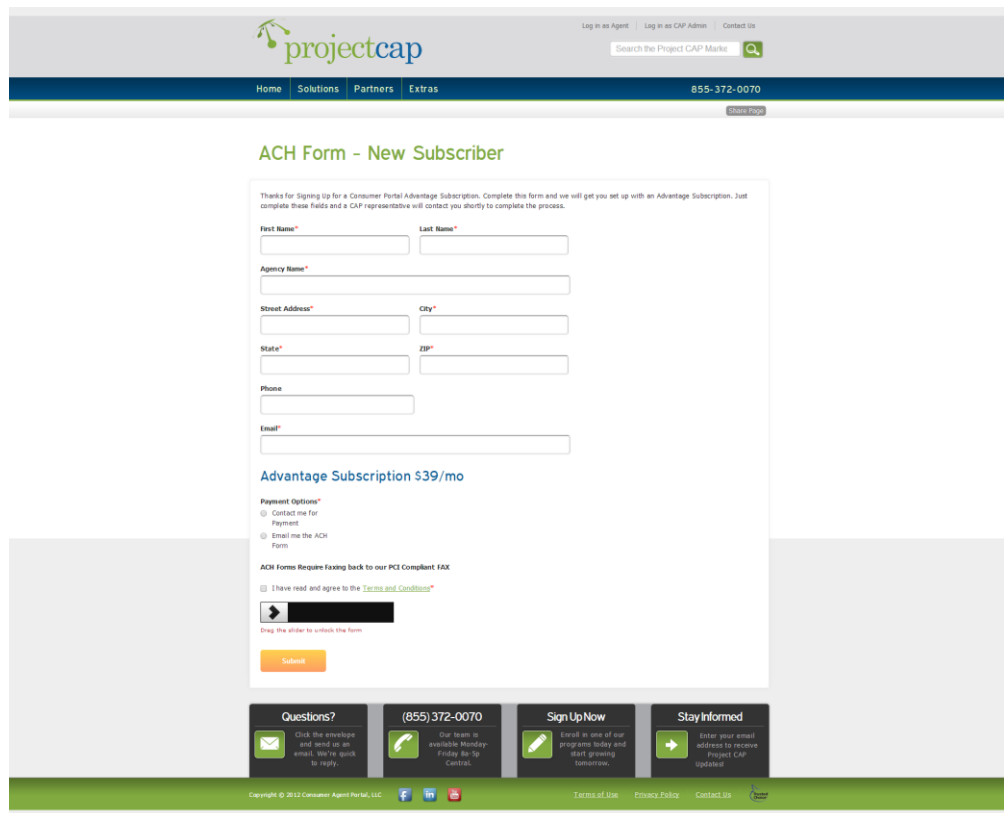 Log in as Agent | Log in as CAP Admin | Contact Us
projectcap
Search the Project CAP Marke
Home Solutions Partners Extras 855-372-0070
Share Page
ACH Form - New Subscriber
Thanks for Signing Up for a Consumer Portal Advantage Subscription. Complete this form and we will get you set up with an Advantage Subscription. Just
complete these fields and a CAP representative will contact you shortly to complete the process.
First Name* Last Name*
Agency Name*
Street Address* City*
State* ZIP*
Phone
Email*
Advantage Subscription $39/mo
Payment Options*
Contact me for
Payment
Email me the ACH
Form
ACH Forms Require Faxing back to our PCI Compliant FAX
I have read and agree to the Terms and Conditions*
Drag the slider to unlock the form
Submit
Questions?
Click the envelope
and send us an
email. We're quick
to reply.
(855) 372-0070
Our team is
available Monday-
Friday 8a-5p
Central.
Sign Up Now
Enroll in one of our
programs today and
start growing
tomorrow.
Stay Informed
Enter your email
address to receive
Project CAP
Updates!
Copyright © 2012 Consumer Agent Portal, LLC
Terms of Use Privacy Policy Contact Us